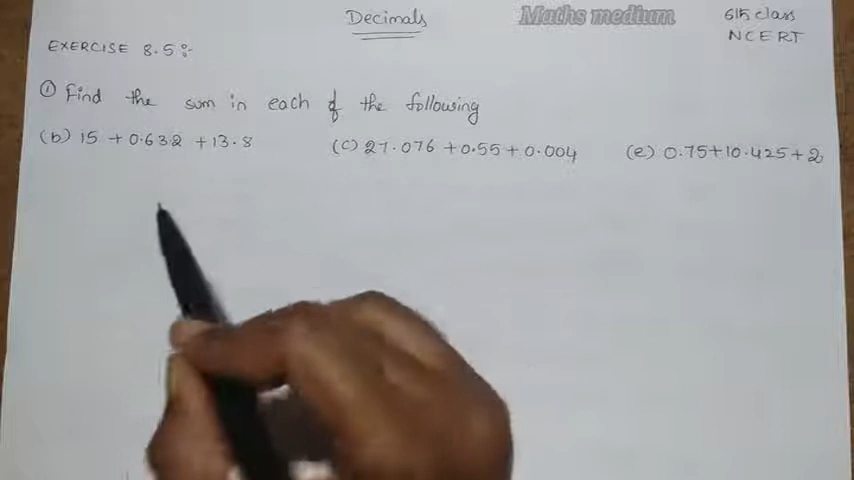 Decimals
Maths medium
6th class
NCERT
EXERCISE 8.5:-
① Find the sum in each of the following
(b) 15 + 0.632 + 13.8
(c) 27.076 + 0.55 + 0.004
(e) 0.75+10.425+2